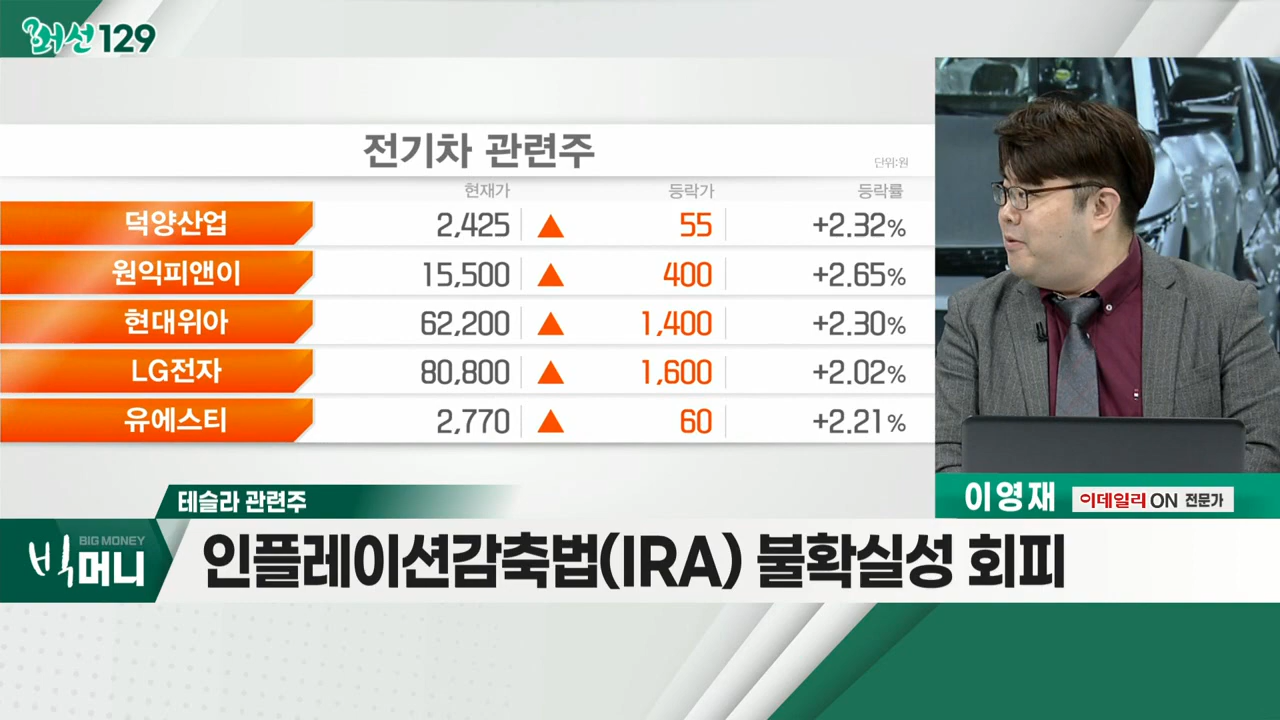 머선129
전기차 관련주
단위:원
현재가 등락가 등락률
덕양산업 2,425 ▲ 55 +2.32%
원익피앤이 15,500 ▲ 400 +2.65%
현대위아 62,200 ▲ 1,400 +2.30%
LG전자 80,800 ▲ 1,600 +2.02%
유에스티 2,770 ▲ 60 +2.21%
이영재 이데일리ON 전문가
테슬라 관련주
BIG MONEY
빅머니
인플레이션감축법(IRA) 불확실성 회피